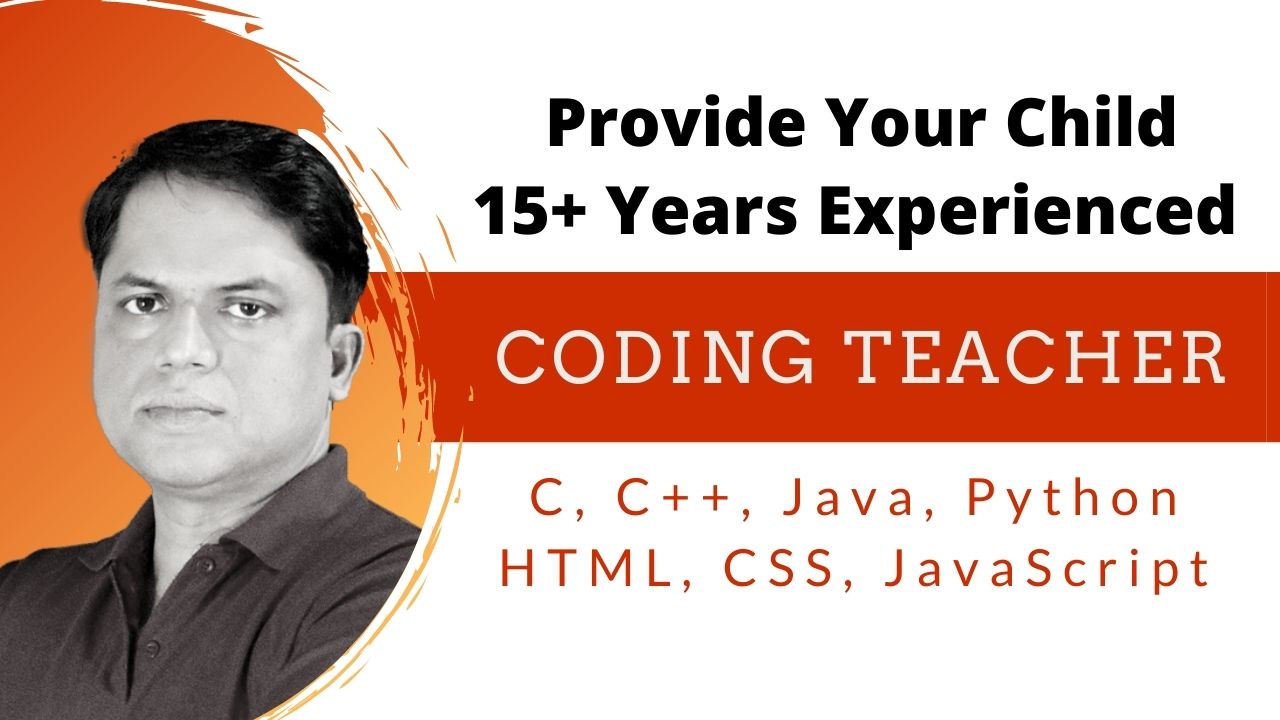 Provide Your Child
15+ Years Experienced
CODING TEACHER
C, C++, Java, Python
HTML, CSS, JavaScript